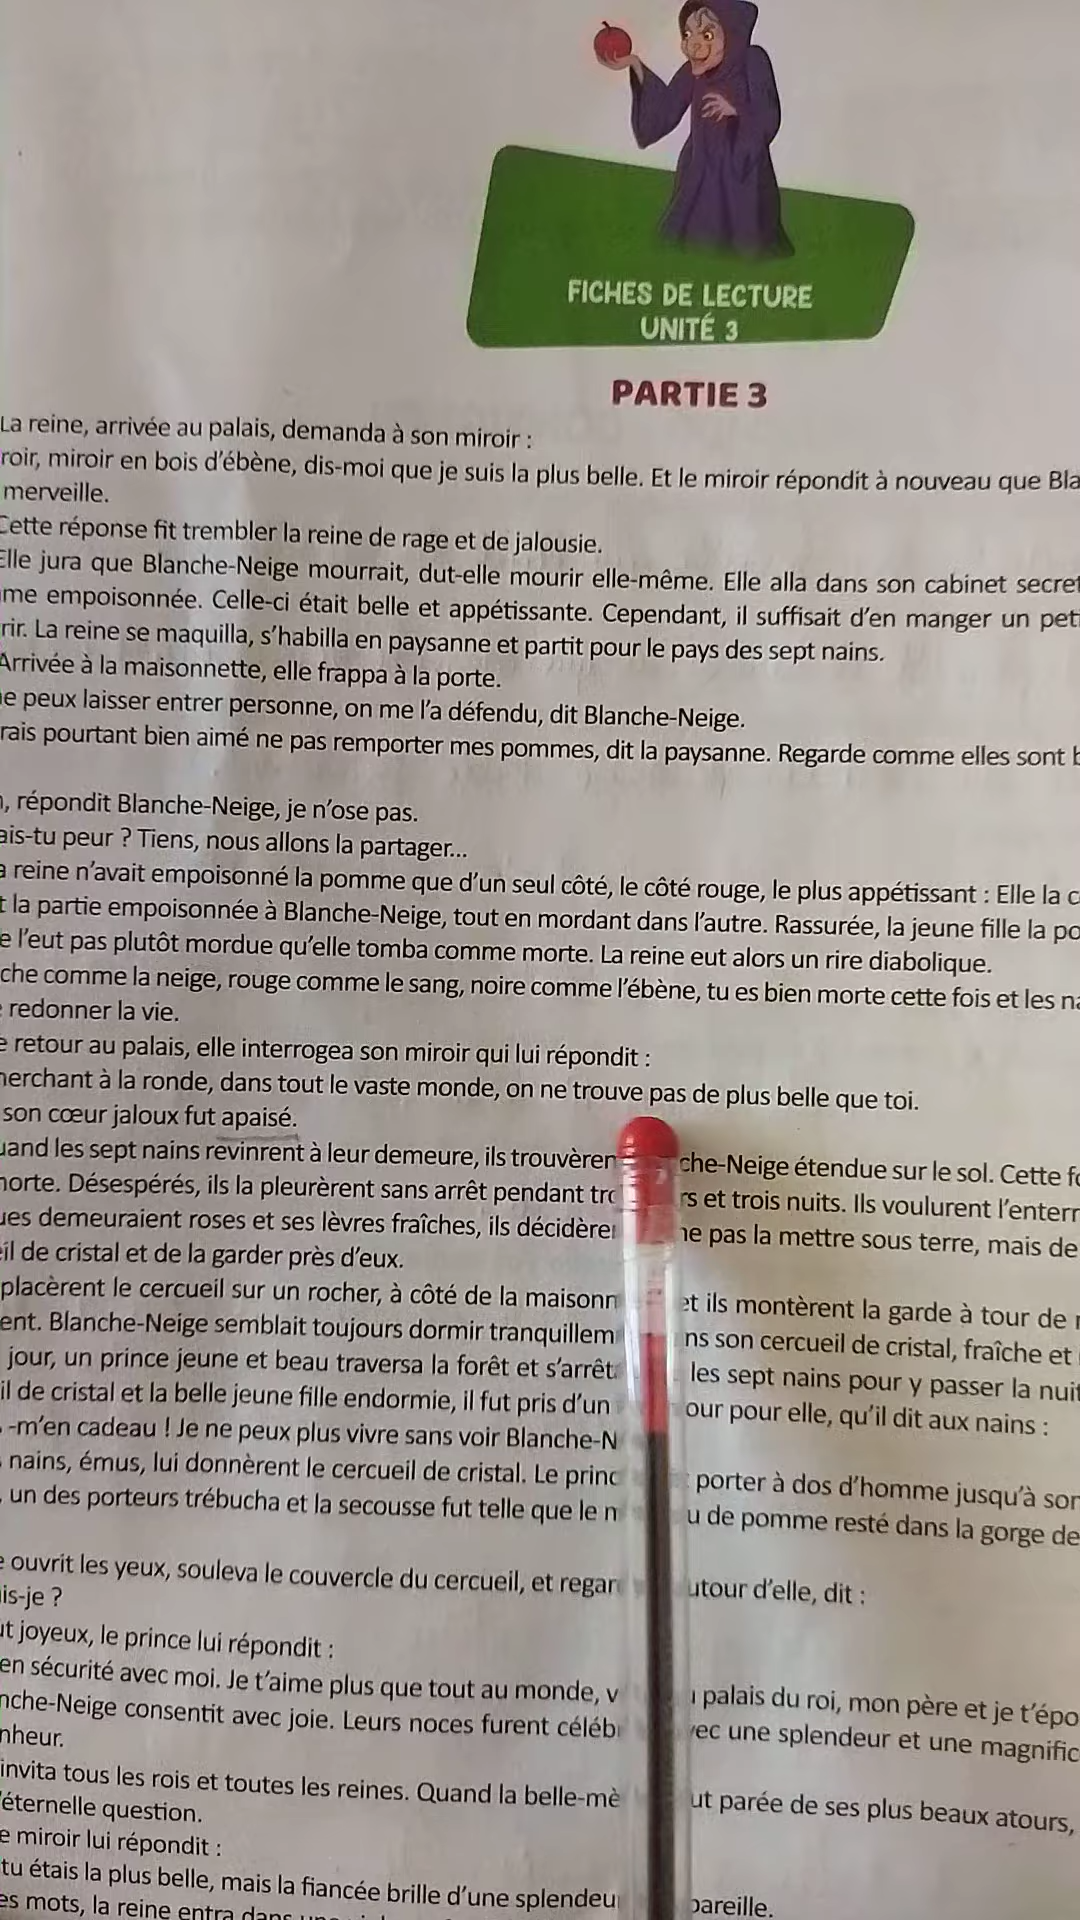 FICHES DE LECTURE
UNITÉ 3
PARTIE 3
La reine, arrivée au palais, demanda à son miroir :
roir, miroir en bois d'ébène, dis-moi que je suis la plus belle. Et le miroir répondit à nouveau que Bla
merveille.
Cette réponse fit trembler la reine de rage et de jalousie.
Elle jura que Blanche-Neige mourrait, dut-elle mourir elle-même. Elle alla dans son cabinet secret
me empoisonnée. Celle-ci était belle et appétissante. Cependant, il suffisait d'en manger un peti
rir. La reine se maquilla, s'habilla en paysanne et partit pour le pays des sept nains.
Arrivée à la maisonnette, elle frappa à la porte.
ne peux laisser entrer personne, on me l'a défendu, dit Blanche-Neige.
rais pourtant bien aimé ne pas remporter mes pommes, dit la paysanne. Regarde comme elles sont b
, répondit Blanche-Neige, je n'ose pas.
ais-tu peur ? Tiens, nous allons la partager...
a reine n'avait empoisonné la pomme que d'un seul côté, le côté rouge, le plus appétissant : Elle la c
t la partie empoisonnée à Blanche-Neige, tout en mordant dans l'autre. Rassurée, la jeune fille la po
e l'eut pas plutôt mordue qu'elle tomba comme morte. La reine eut alors un rire diabolique.
che comme la neige, rouge comme le sang, noire comme l'ébène, tu es bien morte cette fois et les na
redonner la vie.
e retour au palais, elle interrogea son miroir qui lui répondit :
herchant à la ronde, dans tout le vaste monde, on ne trouve pas de plus belle que toi.
son cœur jaloux fut apaisé.
uand les sept nains revinrent à leur demeure, ils trouvèren che-Neige étendue sur le sol. Cette fo
morte. Désespérés, ils la pleurèrent sans arrêt pendant tro rs et trois nuits. Ils voulurent l'enterr
ues demeuraient roses et ses lèvres fraîches, ils décidère ne pas la mettre sous terre, mais de
eil de cristal et de la garder près d'eux.
placèrent le cercueil sur un rocher, à côté de la maisonn et ils montèrent la garde à tour de r
ent. Blanche-Neige semblait toujours dormir tranquillem ns son cercueil de cristal, fraîche et
jour, un prince jeune et beau traversa la forêt et s'arrêt les sept nains pour y passer la nuit
il de cristal et la belle jeune fille endormie, il fut pris d'un our pour elle, qu'il dit aux nains :
-m'en cadeau ! Je ne peux plus vivre sans voir Blanche-N
nains, émus, lui donnèrent le cercueil de cristal. Le princ porter à dos d'homme jusqu'à son
un des porteurs trébucha et la secousse fut telle que le m u de pomme resté dans la gorge de
e ouvrit les yeux, souleva le couvercle du cercueil, et regar utour d'elle, dit :
is-je ?
ut joyeux, le prince lui répondit :
en sécurité avec moi. Je t'aime plus que tout au monde, v palais du roi, mon père et je t'épo
nche-Neige consentit avec joie. Leurs noces furent céléb vec une splendeur et une magnific
nheur.
invita tous les rois et toutes les reines. Quand la belle-mè ut parée de ses plus beaux atours,
'éternelle question.
e miroir lui répondit :
tu étais la plus belle, mais la fiancée brille d'une splendeu pareille.
es mots, la reine entra dans